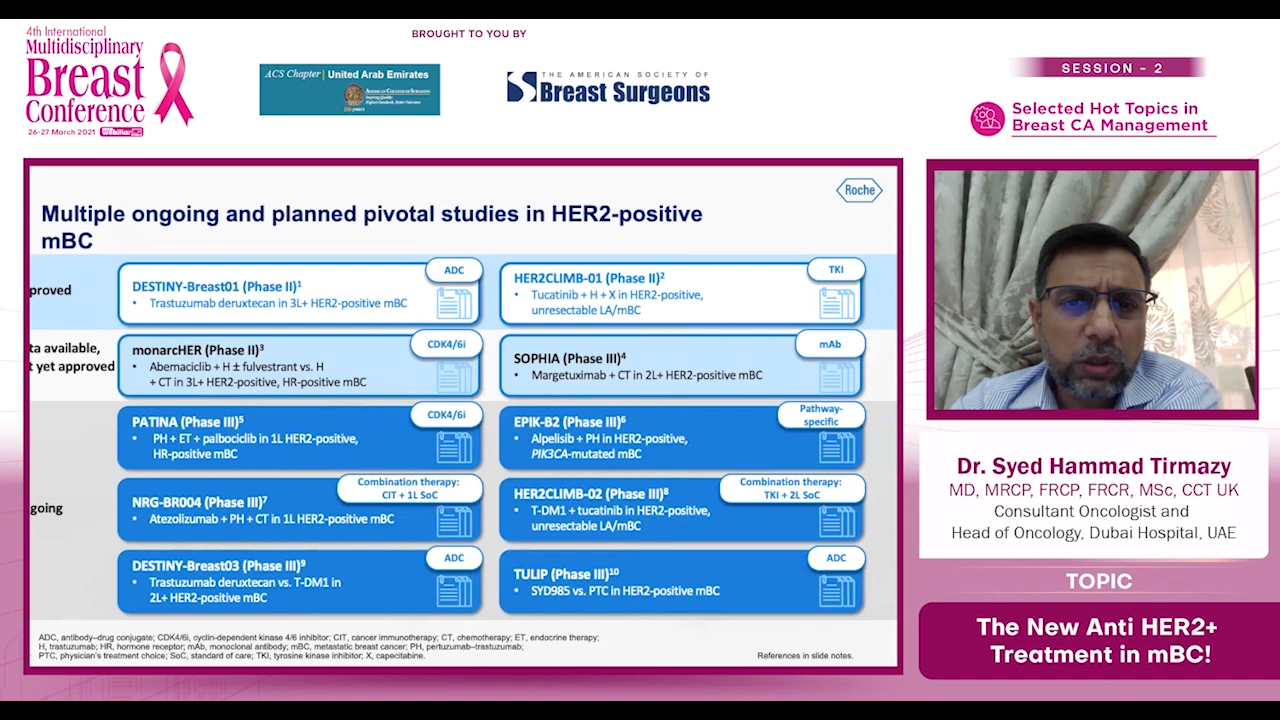 4th International
Multidisciplinary
Breast
Conference
26-27 March 2021 webinar
BROUGHT TO YOU BY
ACS Chapter | United Arab Emirates
AMERICAN COLLEGE OF SURGEONS
THE AMERICAN SOCIETY OF
Breast Surgeons
SESSION - 2
Selected Hot Topics in
Breast CA Management
Roche
Multiple ongoing and planned pivotal studies in HER2-positive
mBC
proved
DESTINY-Breast01 (Phase II)1
ADC
• Trastuzumab deruxtecan in 3L+ HER2-positive mBC
HER2CLIMB-01 (Phase II)2
TKI
• Tucatinib + H + X in HER2-positive,
unresectable LA/mBC
ta available,
t yet approved
monarcHER (Phase II)3
CDK4/6i
• Abemaciclib + H ± fulvestrant vs. H
+ CT in 3L+ HER2-positive, HR-positive mBC
SOPHIA (Phase III)4
mAb
• Margetuximab + CT in 2L+ HER2-positive mBC
going
PATINA (Phase III)5
CDK4/6i
• PH + ET + palbociclib in 1L HER2-positive,
HR-positive mBC
EPIK-B2 (Phase III)6
Pathway-
specific
• Alpelisib + PH in HER2-positive,
PIK3CA-mutated mBC
NRG-BR004 (Phase III)7
Combination therapy:
CIT + 1L SoC
• Atezolizumab + PH + CT in 1L HER2-positive mBC
HER2CLIMB-02 (Phase III)8
Combination therapy:
TKI + 2L SoC
• T-DM1 + tucatinib in HER2-positive,
unresectable LA/mBC
DESTINY-Breast03 (Phase III)9
ADC
• Trastuzumab deruxtecan vs. T-DM1 in
2L+ HER2-positive mBC
TULIP (Phase III)10
ADC
• SYD985 vs. PTC in HER2-positive mBC
ADC, antibody–drug conjugate; CDK4/6i, cyclin-dependent kinase 4/6 inhibitor; CIT, cancer immunotherapy; CT, chemotherapy; ET, endocrine therapy;
H, trastuzumab; HR, hormone receptor; mAb, monoclonal antibody; mBC, metastatic breast cancer; PH, pertuzumab–trastuzumab;
PTC, physician's treatment choice; SoC, standard of care; TKI, tyrosine kinase inhibitor; X, capecitabine.
References in slide notes.
Dr. Syed Hammad Tirmazy
MD, MRCP, FRCP, FRCR, MSc, CCT UK
Consultant Oncologist and
Head of Oncology, Dubai Hospital, UAE
TOPIC
The New Anti HER2+
Treatment in mBC!